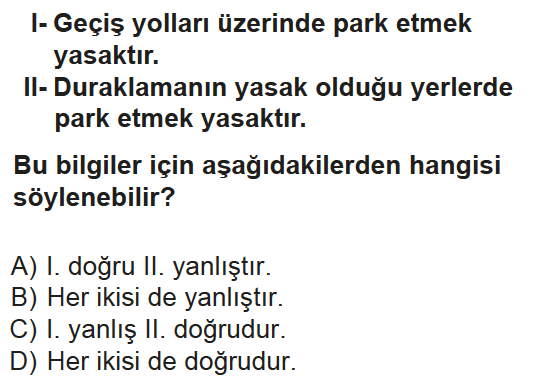 I- Geçiş yolları üzerinde park etmek
yasaktır.
II- Duraklamanın yasak olduğu yerlerde
park etmek yasaktır.
Bu bilgiler için aşağıdakilerden hangisi
söylenebilir?
A) I. doğru II. yanlıştır.
B) Her ikisi de yanlıştır.
C) I. yanlış II. doğrudur.
D) Her ikisi de doğrudur.